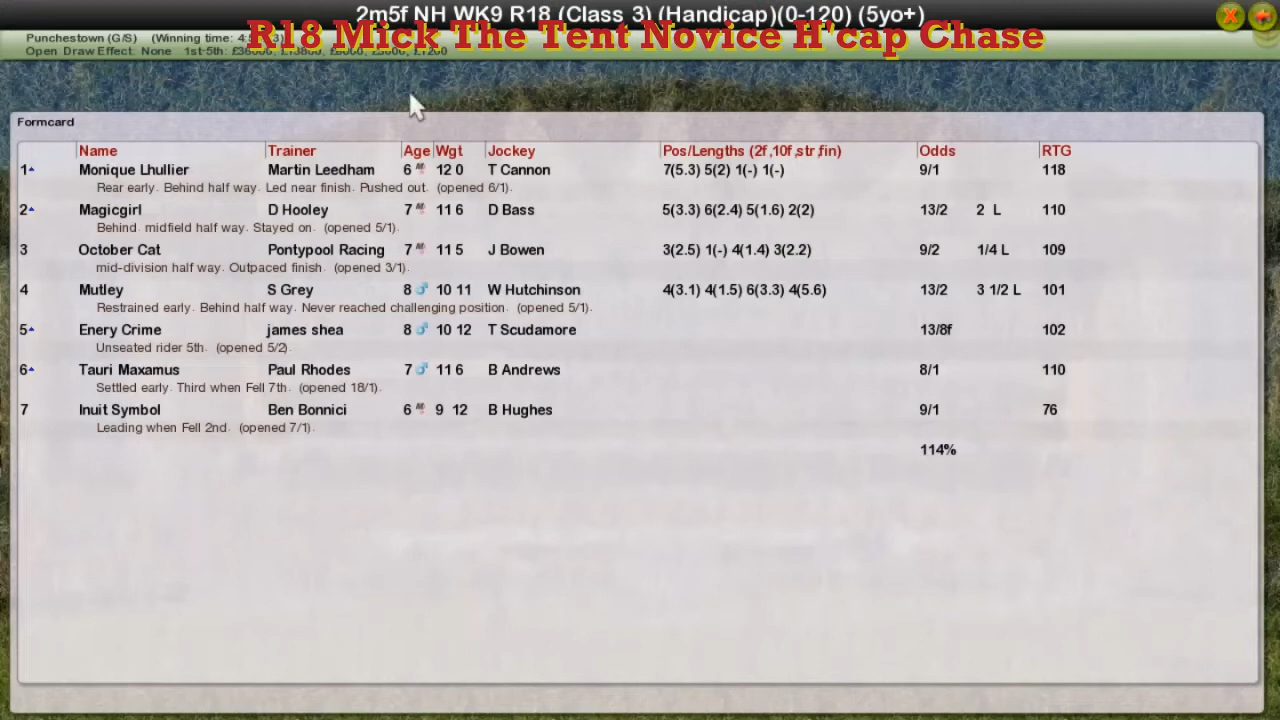 2m5f NH WK9 R18 (Class 3) (Handicap)(0-120) (5yo+)
R18 Mick The Tent Novice H'cap Chase
Punchestown (G/S) (Winning time:
Open Draw Effect: None 1st-5th:
Formcard
Name Trainer Age Wgt Jockey Pos/Lengths (2f,10f,str,fin) Odds RTG
1 Monique Lhullier Martin Leedham 6 12 0 T Cannon 7(5.3) 5(2) 1(-) 1(-) 9/1 118
Rear early. Behind half way. Led near finish. Pushed out. (opened 6/1).
2 Magicgirl D Hooley 7 11 6 D Bass 5(3.3) 6(2.4) 5(1.6) 2(2) 13/2 2 L 110
Behind midfield half way. Stayed on. (opened 5/1).
3 October Cat Pontypool Racing 7 11 5 J Bowen 3(2.5) 1(-) 4(1.4) 3(2.2) 9/2 1/4 L 109
mid-division half way. Outpaced finish (opened 3/1).
4 Mutley S Grey 8 10 11 W Hutchinson 4(3.1) 4(1.5) 6(3.3) 4(5.6) 13/2 3 1/2 L 101
Restrained early. Behind half way. Never reached challenging position. (opened 5/1).
5 Enery Crime james shea 8 10 12 T Scudamore 13/8f 102
Unseated rider 5th. (opened 5/2).
6 Tauri Maxamus Paul Rhodes 7 11 6 B Andrews 8/1 110
Settled early. Third when Fell 7th. (opened 18/1).
7 Inuit Symbol Ben Bonnici 6 9 12 B Hughes 9/1 76
Leading when Fell 2nd. (opened 7/1).
114%